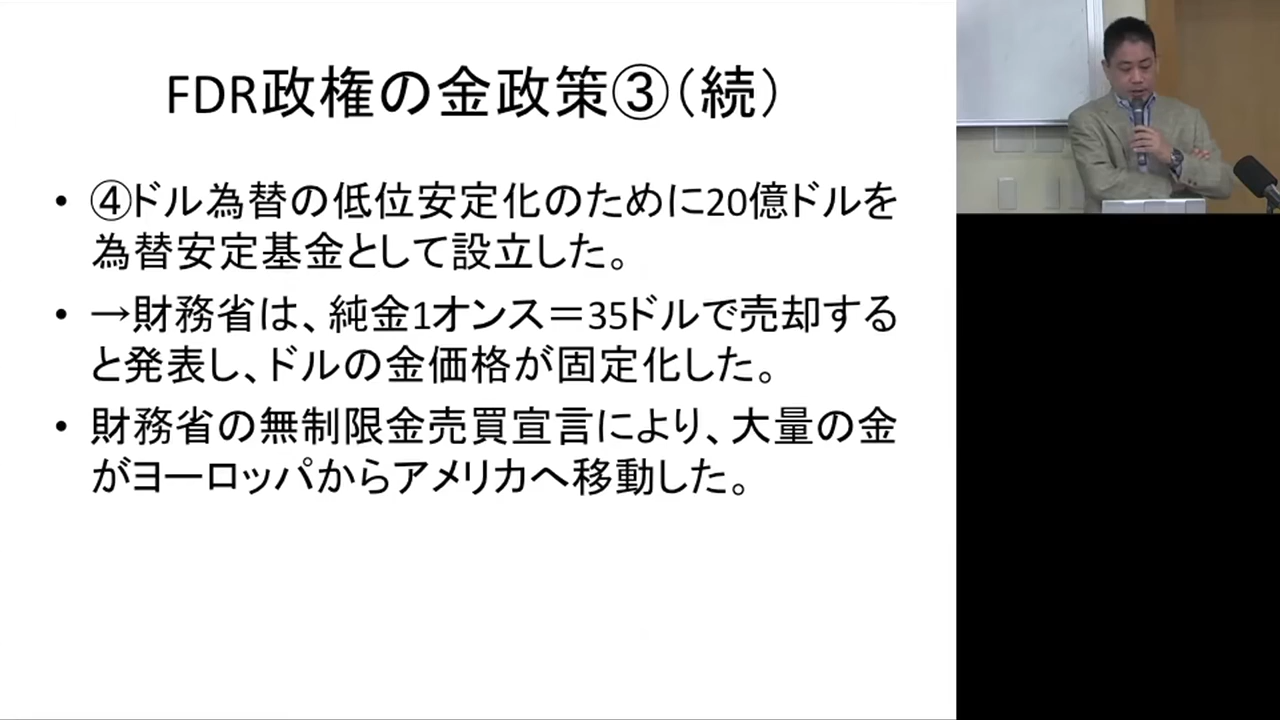 FDR政権の金政策③（続）
• ④ドル為替の低位安定化のために20億ドルを
為替安定基金として設立した。
• →財務省は、純金1オンス＝35ドルで売却する
と発表し、ドルの金価格が固定化した。
• 財務省の無制限金売買宣言により、大量の金
がヨーロッパからアメリカへ移動した。